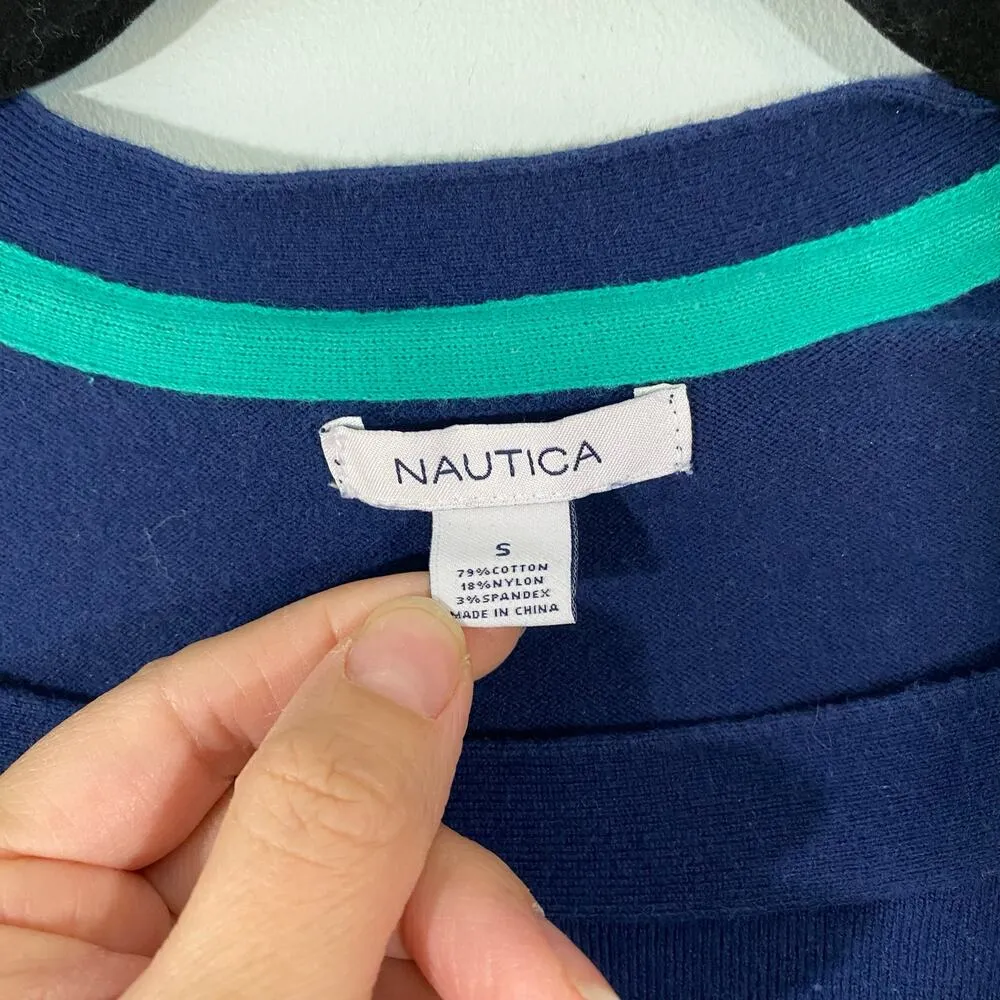 NAUTICA
S
79%COTTON
18%NYLON
3%SPANDEX
MADE IN CHINA